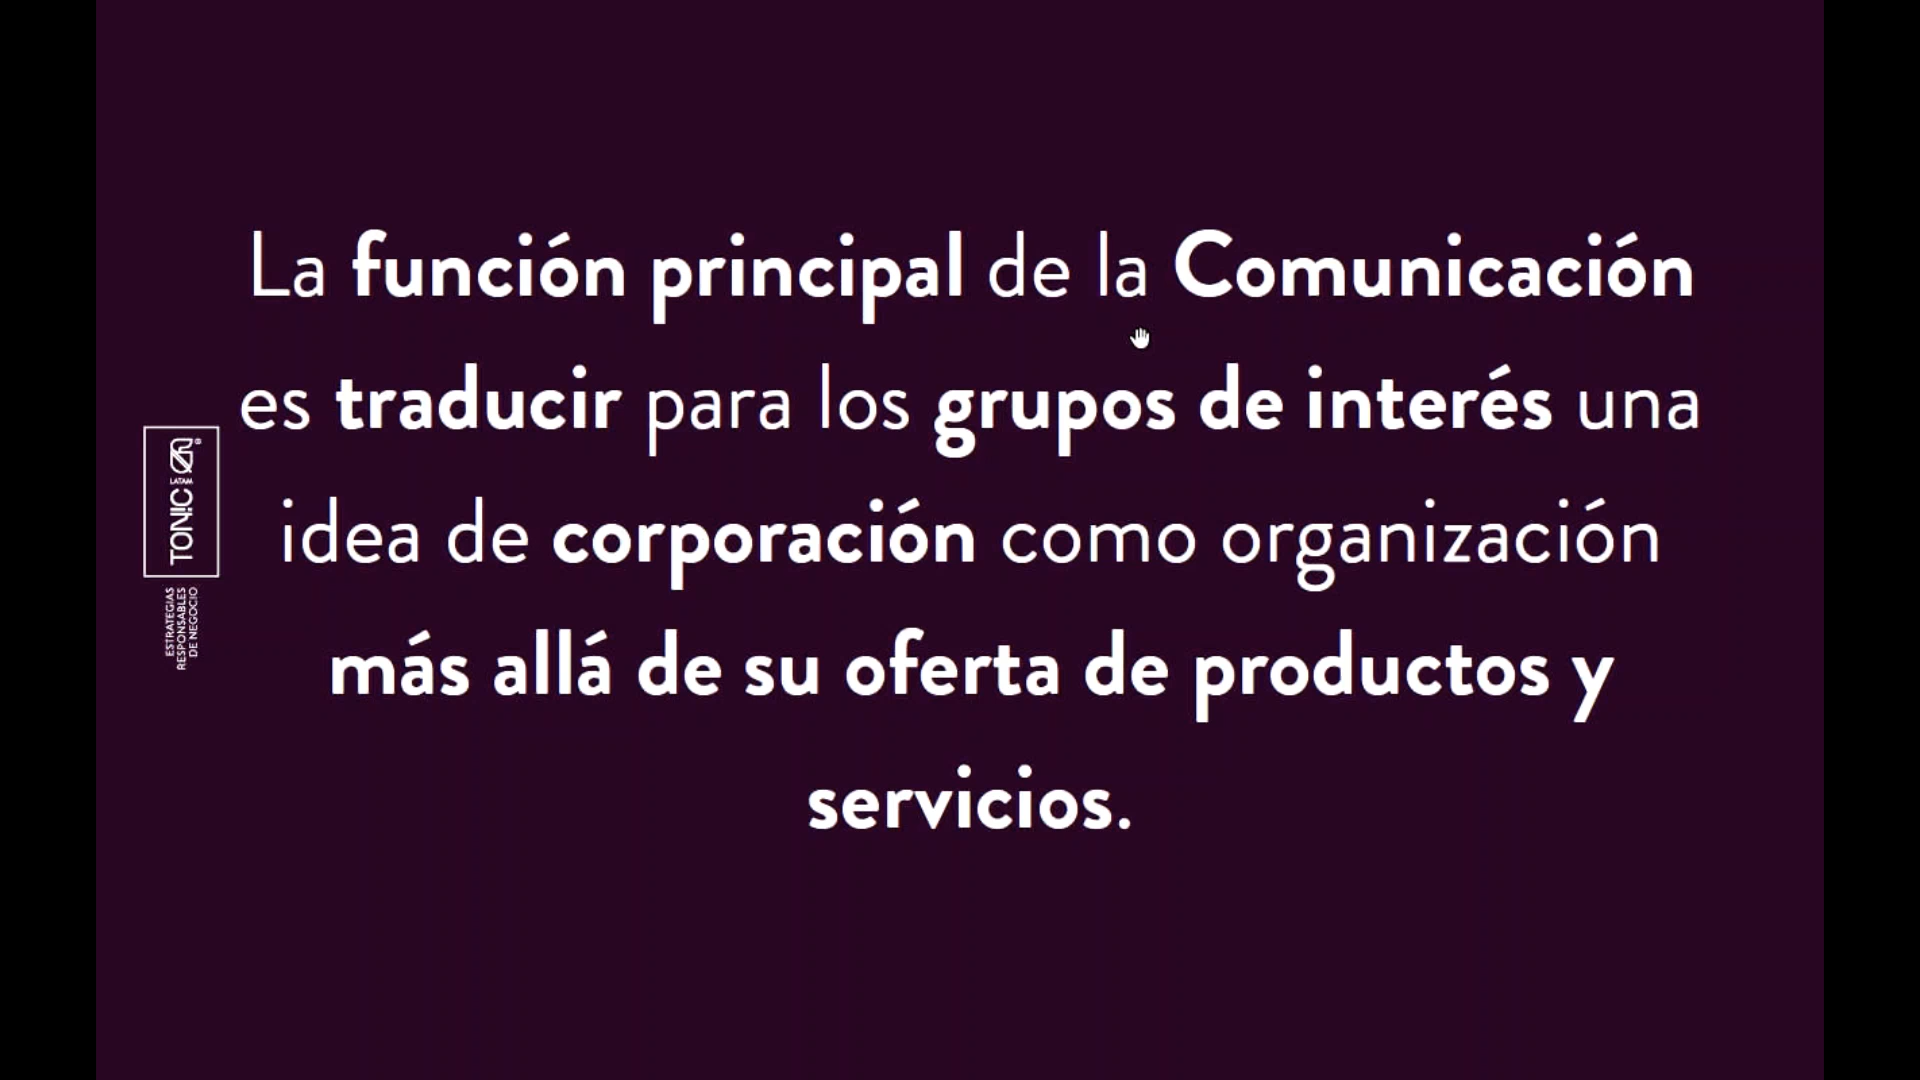 La función principal de la Comunicación
es traducir para los grupos de interés una
idea de corporación como organización
más allá de su oferta de productos y
servicios.
TONIC LATAM ®
ESTRATEGIAS
RESPONSABLES
DE NEGOCIO